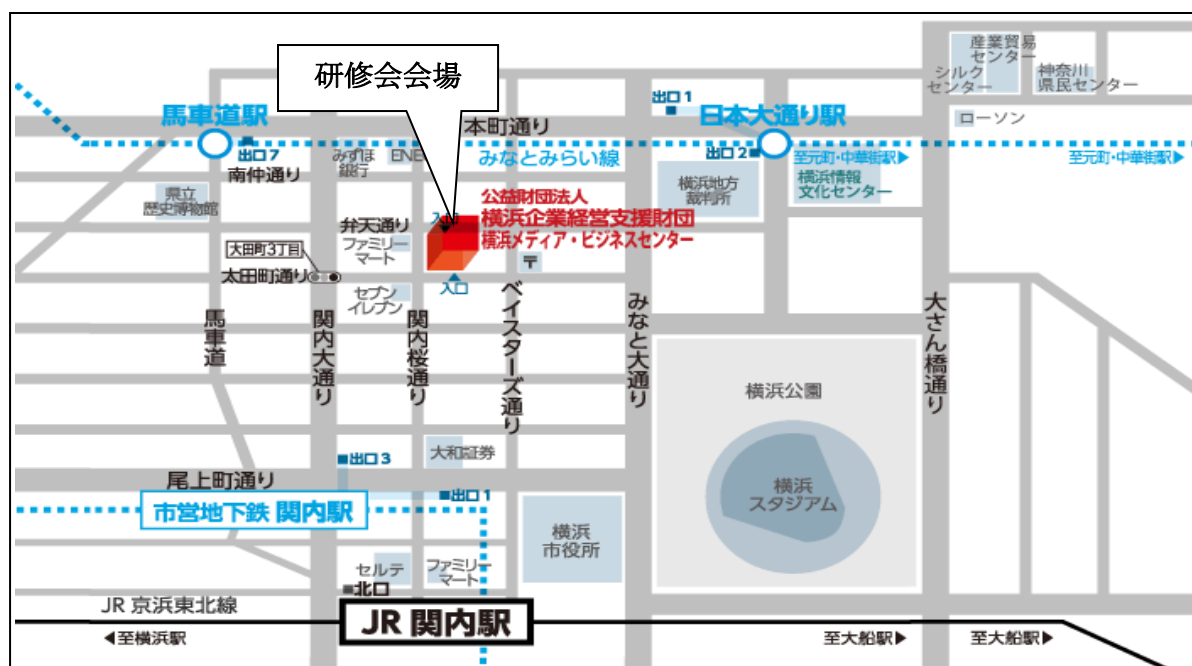 研修会会場
産業貿易
センター
シルク
センター
神奈川
県民センター
ローソン
馬車道駅
出口7
本町通り
出口1
日本大通り駅
出口2
みずほ
銀行
ENE
みなとみらい線
至元町・中華街駅▶
至元町・中華街駅▶
南仲通り
県立
歴史博物館
横浜地方
裁判所
横浜情報
文化センター
公益財団法人
横浜企業経営支援財団
横浜メディア・ビジネスセンター
弁天通り
ファミリー
マート
入口
大田町3丁目
太田町通り
〒
入口
セブン
イレブン
馬車道
関内大通り
関内桜通り
ベイスターズ通り
みなと大通り
大さん橋通り
横浜公園
横浜
スタジアム
出口3
大和証券
尾上町通り
出口1
市営地下鉄 関内駅
横浜
市役所
セルテ
ファミリー
マート
北口
JR 京浜東北線
JR 関内駅
◀至横浜駅
至大船駅▶
至大船駅▶